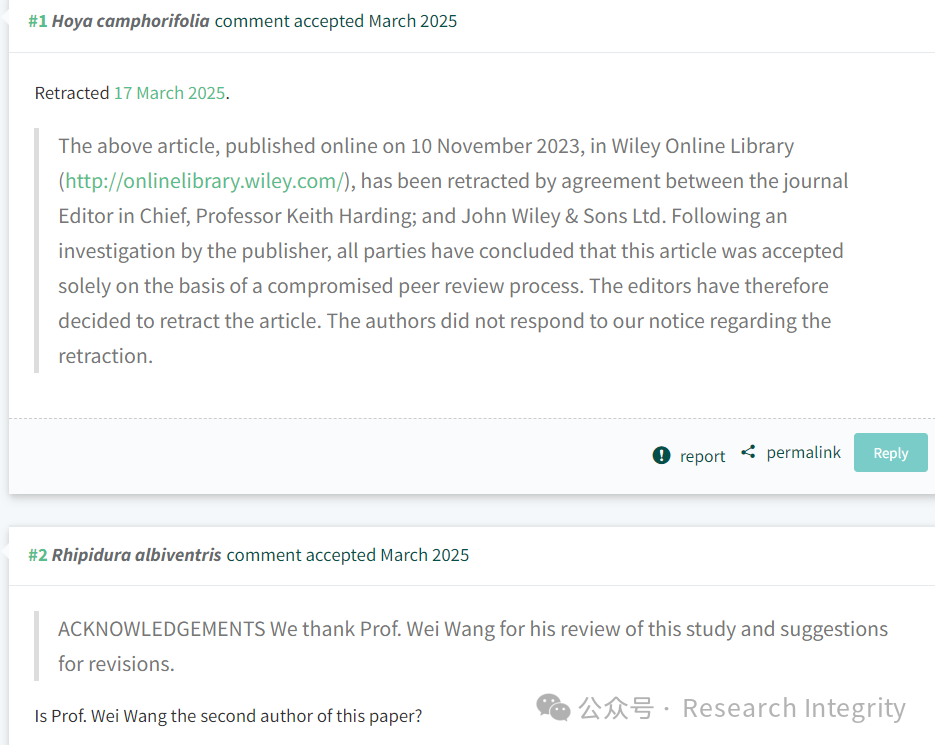 #1 Hoya camphorifolia comment accepted March 2025
Retracted 17 March 2025.
The above article, published online on 10 November 2023, in Wiley Online Library
(http://onlinelibrary.wiley.com/), has been retracted by agreement between the journal
Editor in Chief, Professor Keith Harding; and John Wiley & Sons Ltd. Following an
investigation by the publisher, all parties have concluded that this article was accepted
solely on the basis of a compromised peer review process. The editors have therefore
decided to retract the article. The authors did not respond to our notice regarding the
retraction.
report permalink Reply
#2 Rhipidura albiventris comment accepted March 2025
ACKNOWLEDGEMENTS We thank Prof. Wei Wang for his review of this study and suggestions
for revisions.
Is Prof. Wei Wang the second author of this paper?
公众号 · Research Integrity